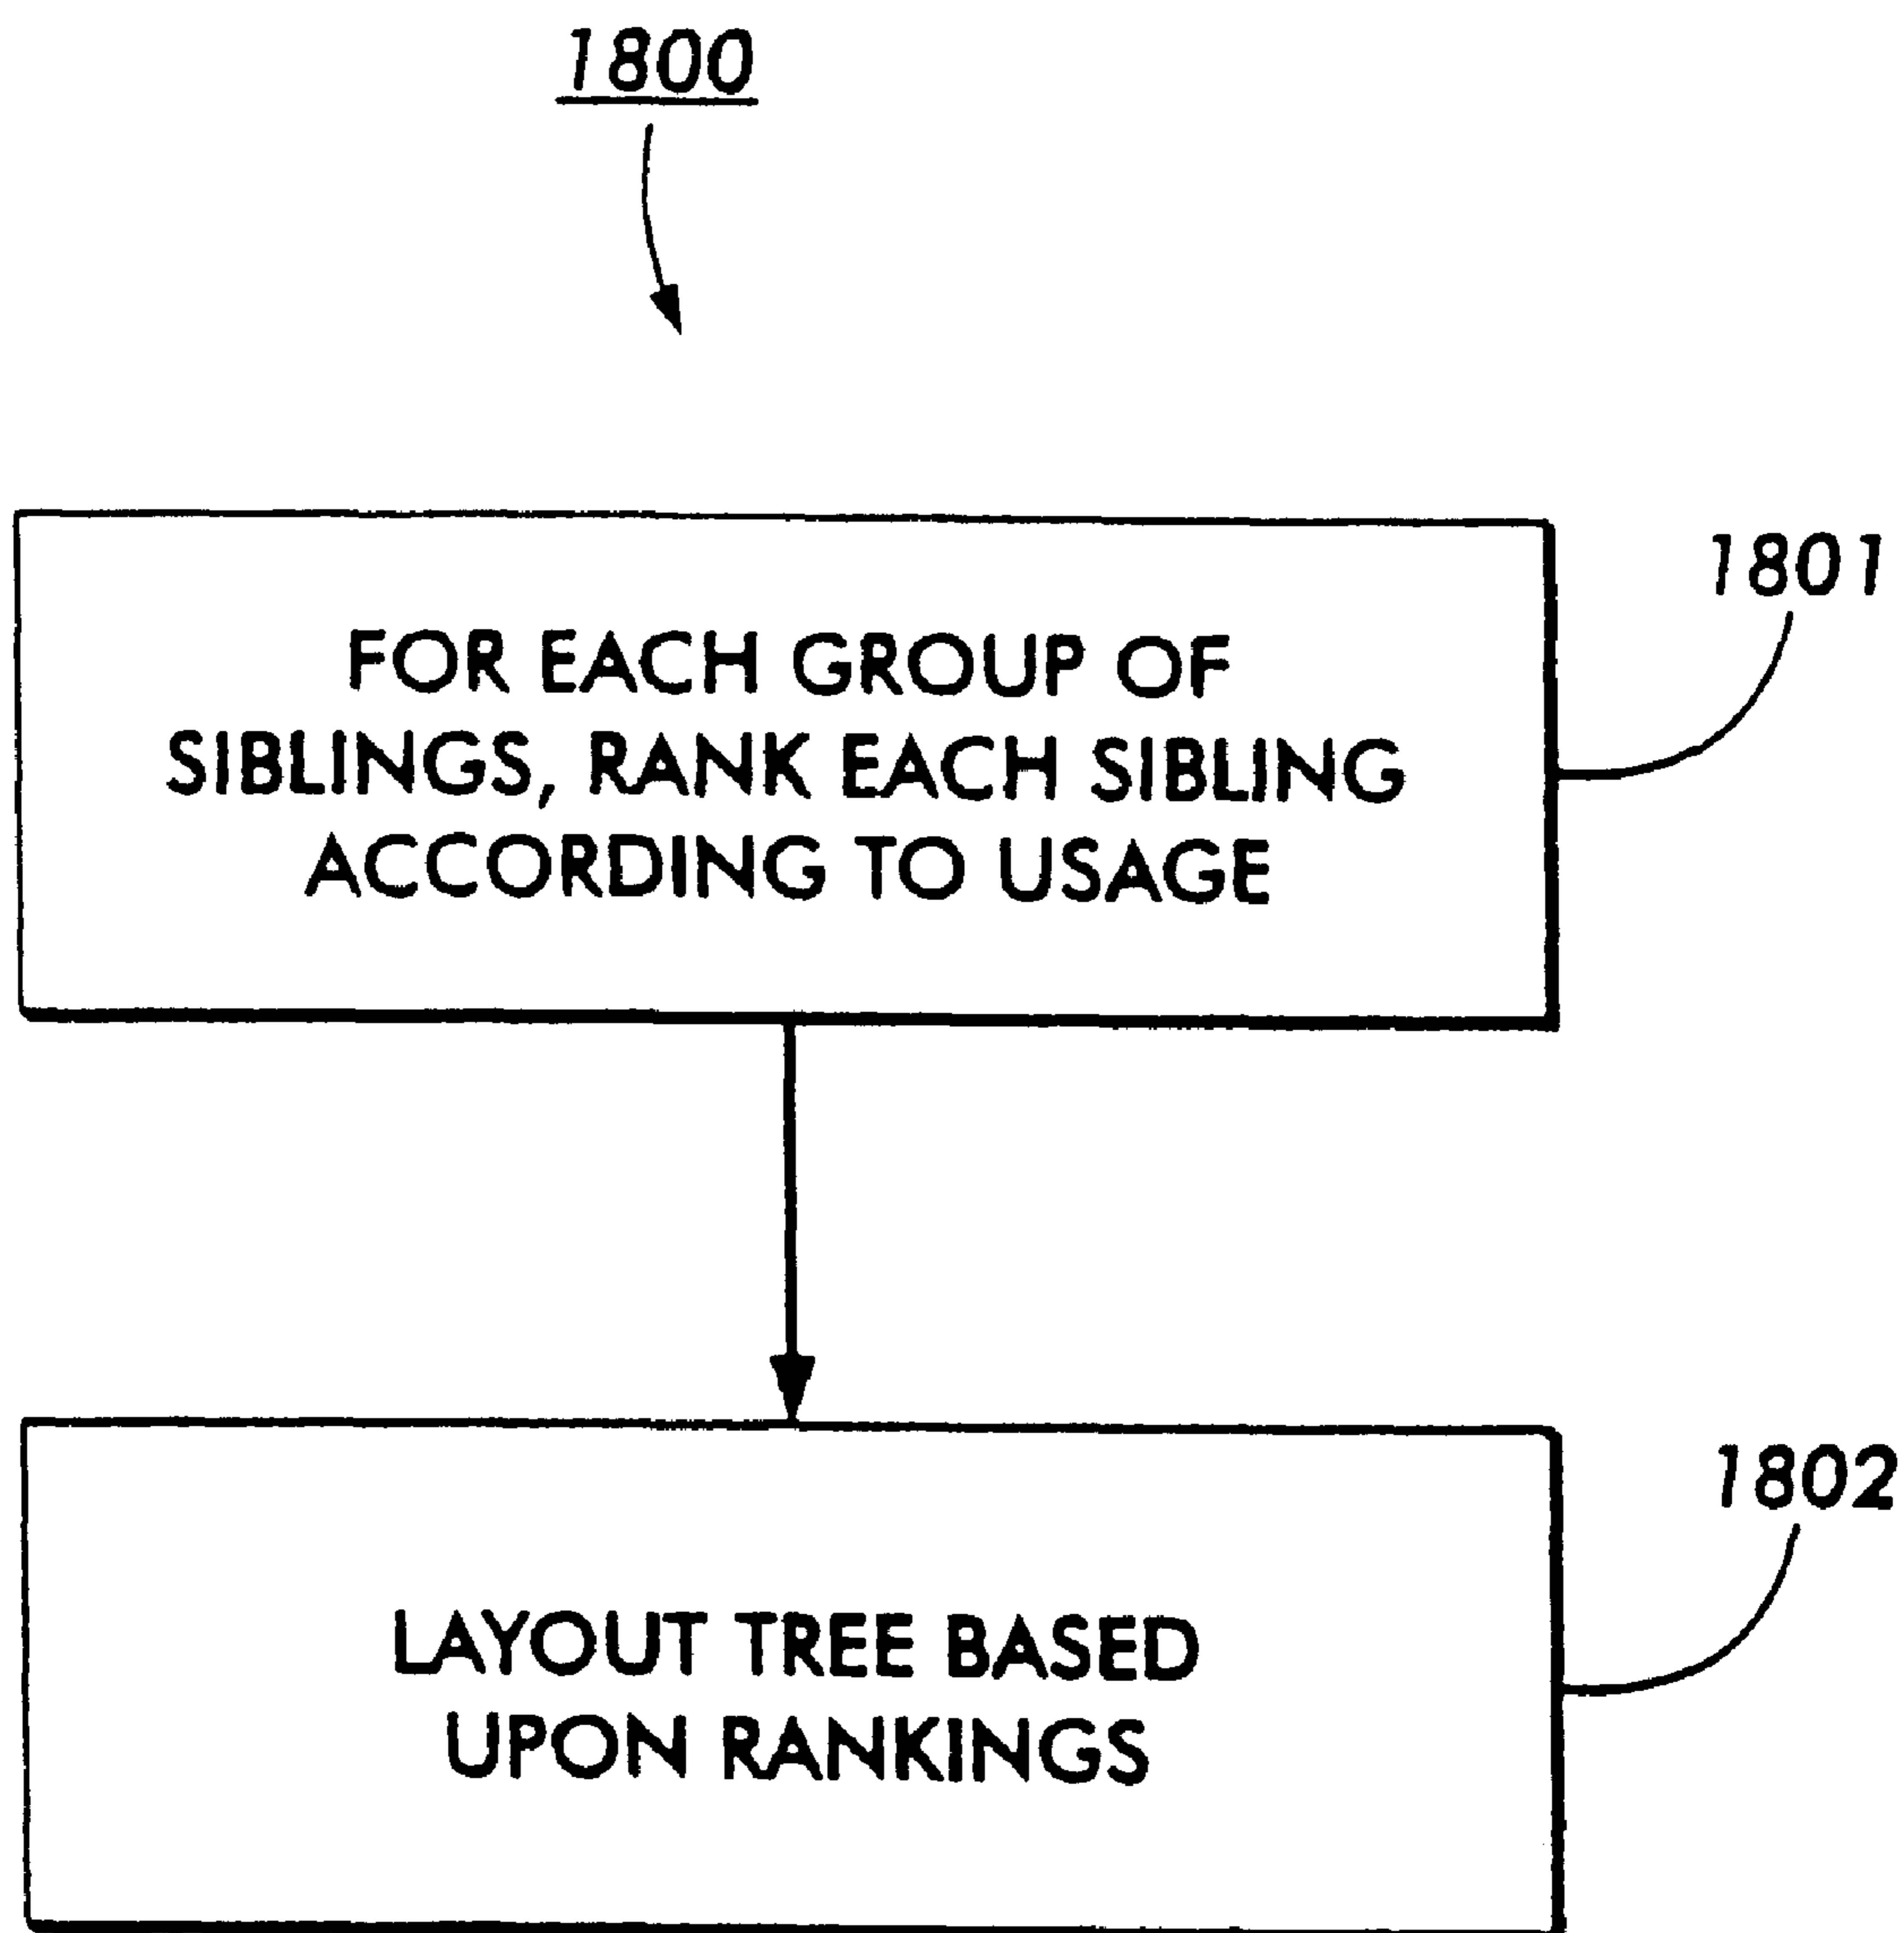 1800
FOR EACH GROUP OF
SIBLINGS, RANK EACH SIBLING
ACCORDING TO USAGE
1801
LAYOUT TREE BASED
UPON RANKINGS
1802